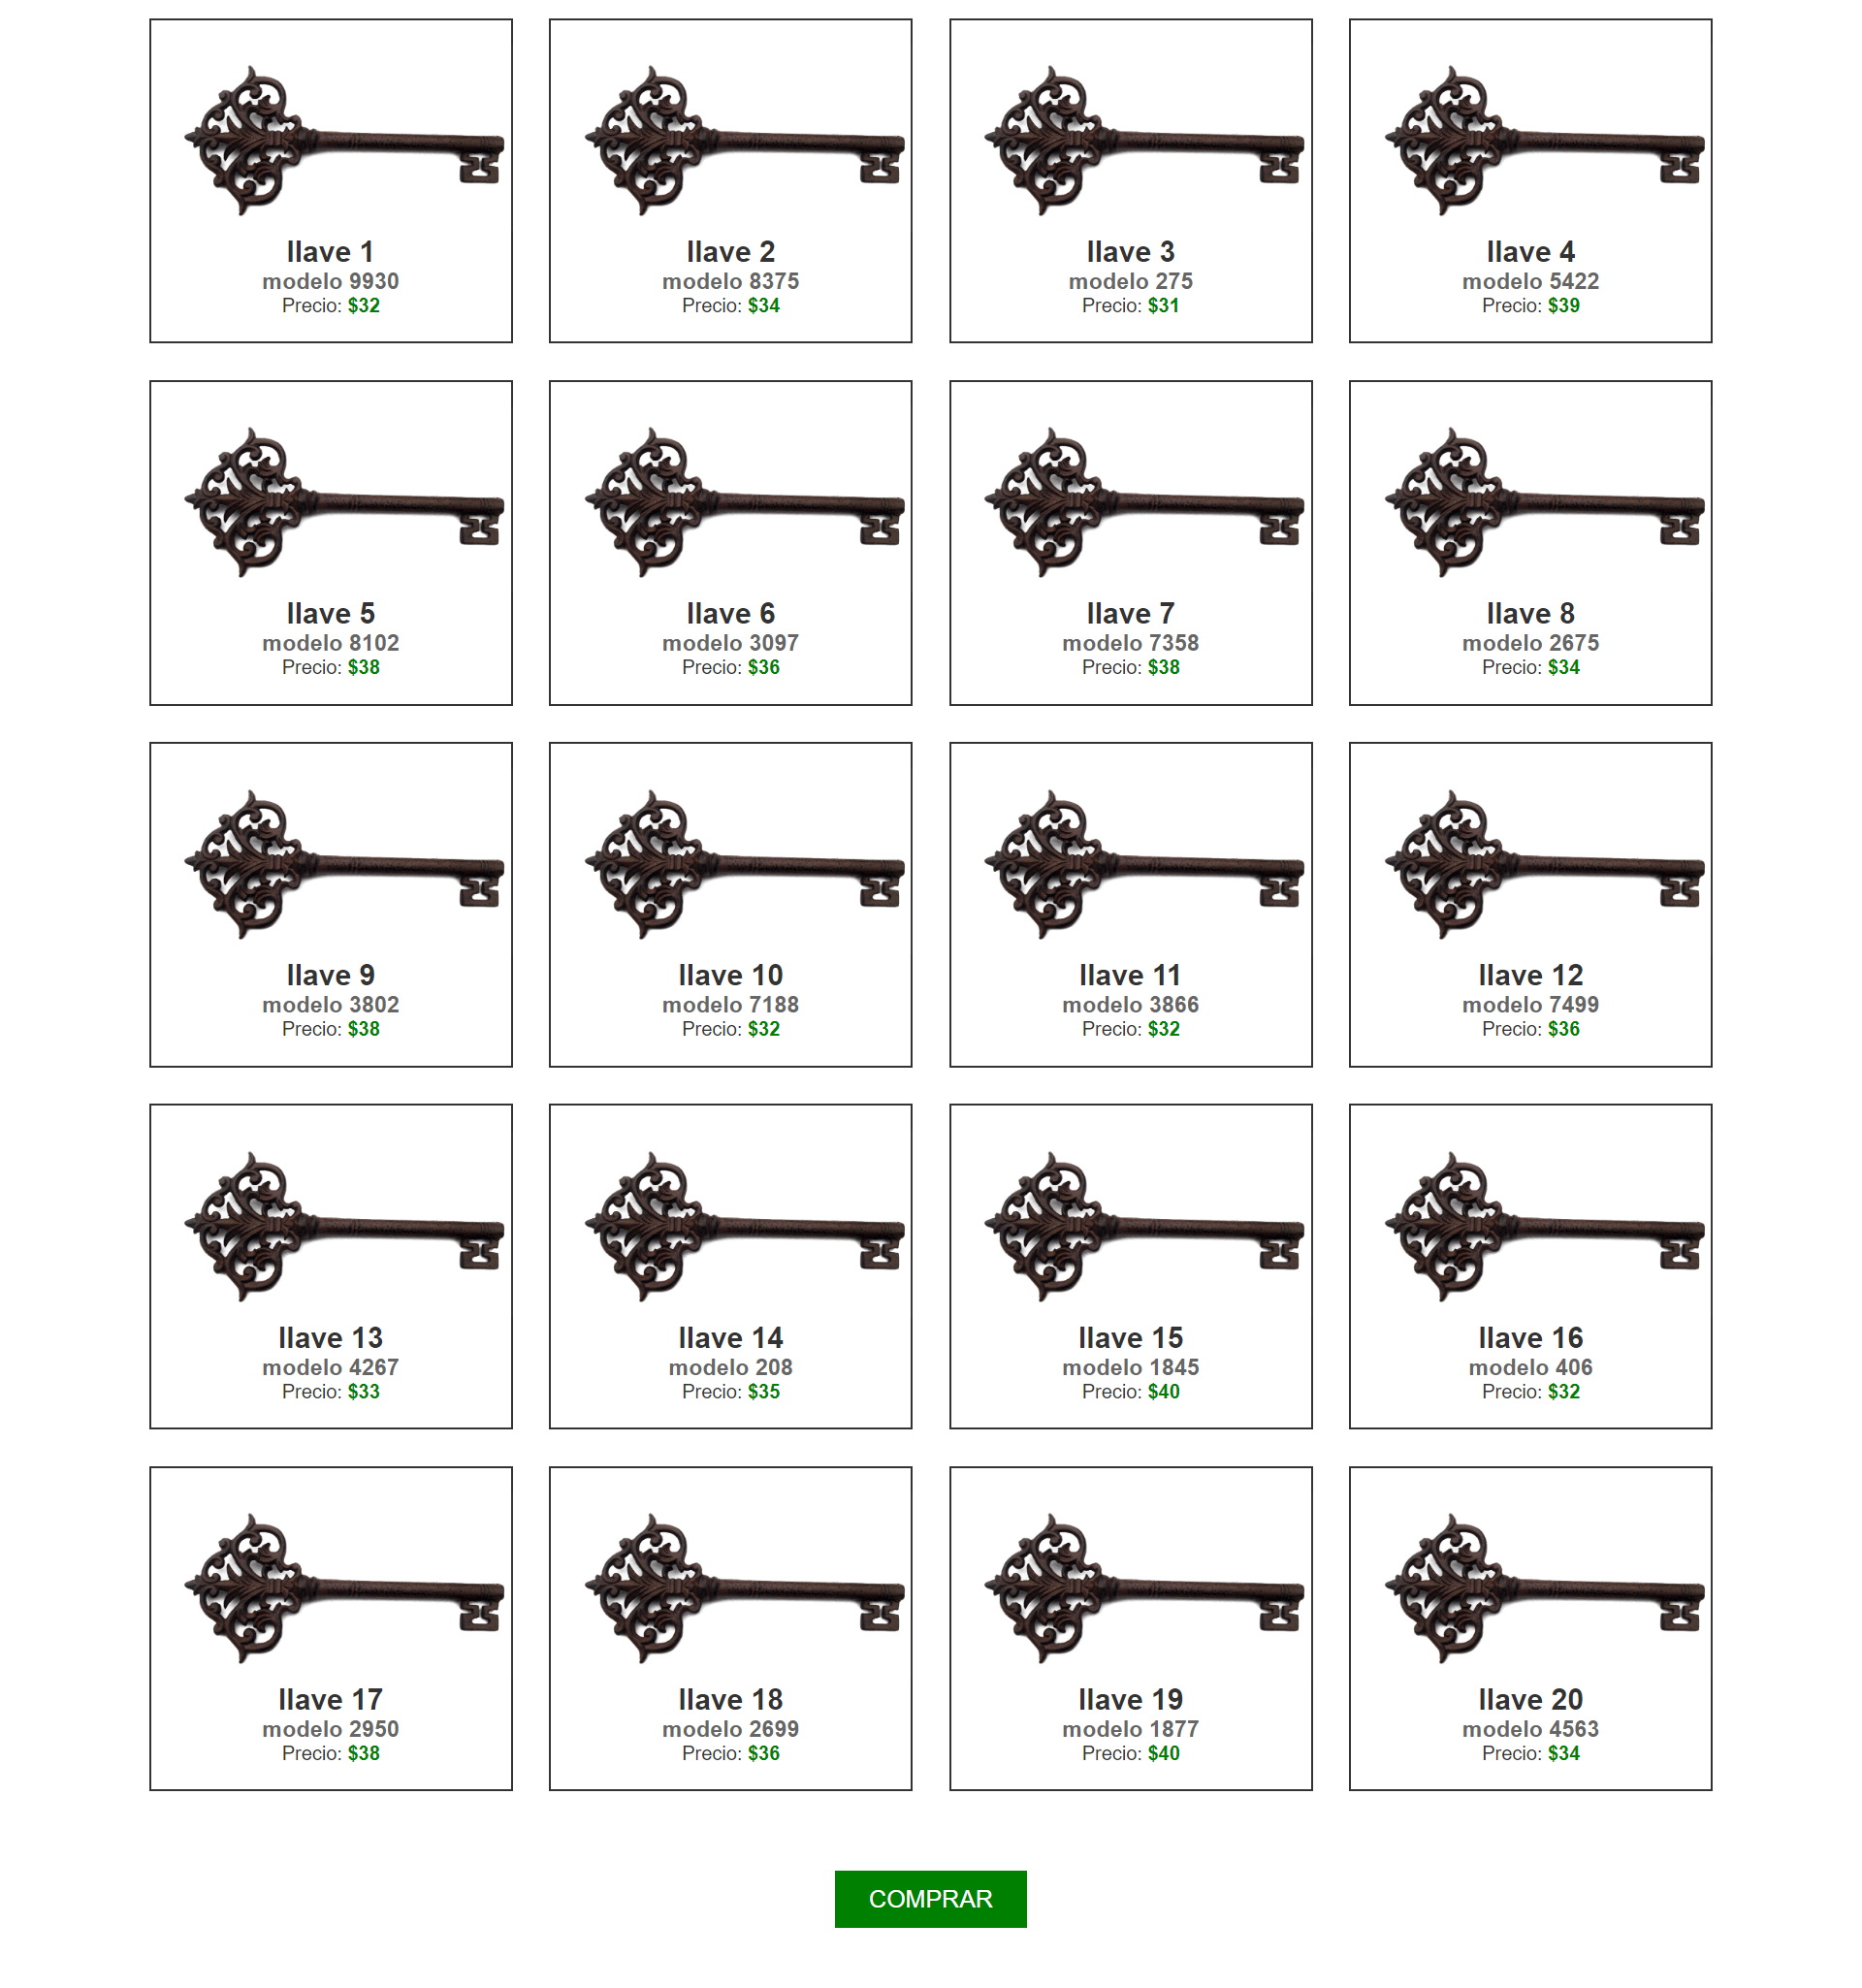 llave 1
modelo 9930
Precio: $32
llave 2
modelo 8375
Precio: $34
llave 3
modelo 275
Precio: $31
llave 4
modelo 5422
Precio: $39
llave 5
modelo 8102
Precio: $38
llave 6
modelo 3097
Precio: $36
llave 7
modelo 7358
Precio: $38
llave 8
modelo 2675
Precio: $34
llave 9
modelo 3802
Precio: $38
llave 10
modelo 7188
Precio: $32
llave 11
modelo 3866
Precio: $32
llave 12
modelo 7499
Precio: $36
llave 13
modelo 4267
Precio: $33
llave 14
modelo 208
Precio: $35
llave 15
modelo 1845
Precio: $40
llave 16
modelo 406
Precio: $32
llave 17
modelo 2950
Precio: $38
llave 18
modelo 2699
Precio: $36
llave 19
modelo 1877
Precio: $40
llave 20
modelo 4563
Precio: $34
COMPRAR